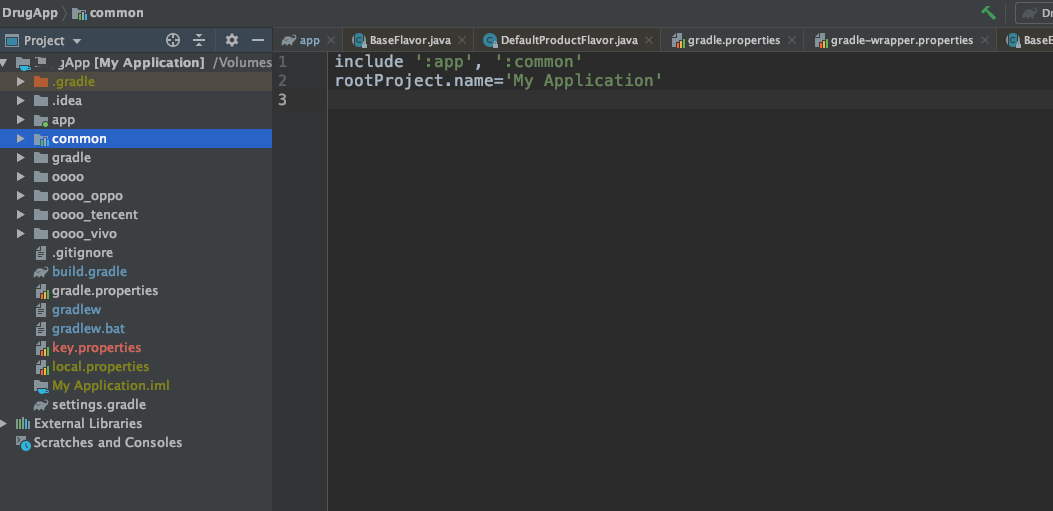 DrugApp common
Project
app BaseFlavor.java DefaultProductFlavor.java gradle.properties gradle-wrapper.properties
gApp [My Application] /Volumes
.gradle
.idea
app
common
gradle
oooo
oooo_oppo
oooo_tencent
oooo_vivo
.gitignore
build.gradle
gradle.properties
gradlew
gradlew.bat
key.properties
local.properties
My Application.iml
settings.gradle
External Libraries
Scratches and Consoles
1 include ':app', ':common'
2 rootProject.name='My Application'
3